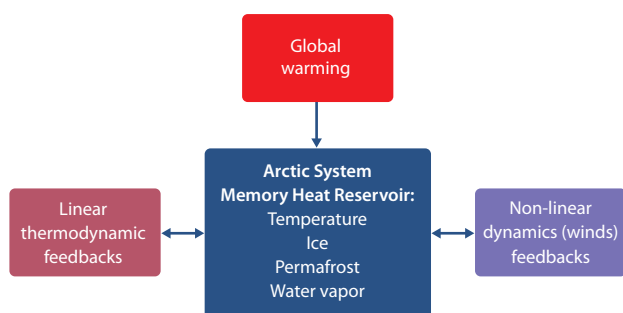 Global
warming
Arctic System
Memory Heat Reservoir:
Temperature
Ice
Permafrost
Water vapor
Linear
thermodynamic
feedbacks
Non-linear
dynamics (winds)
feedbacks